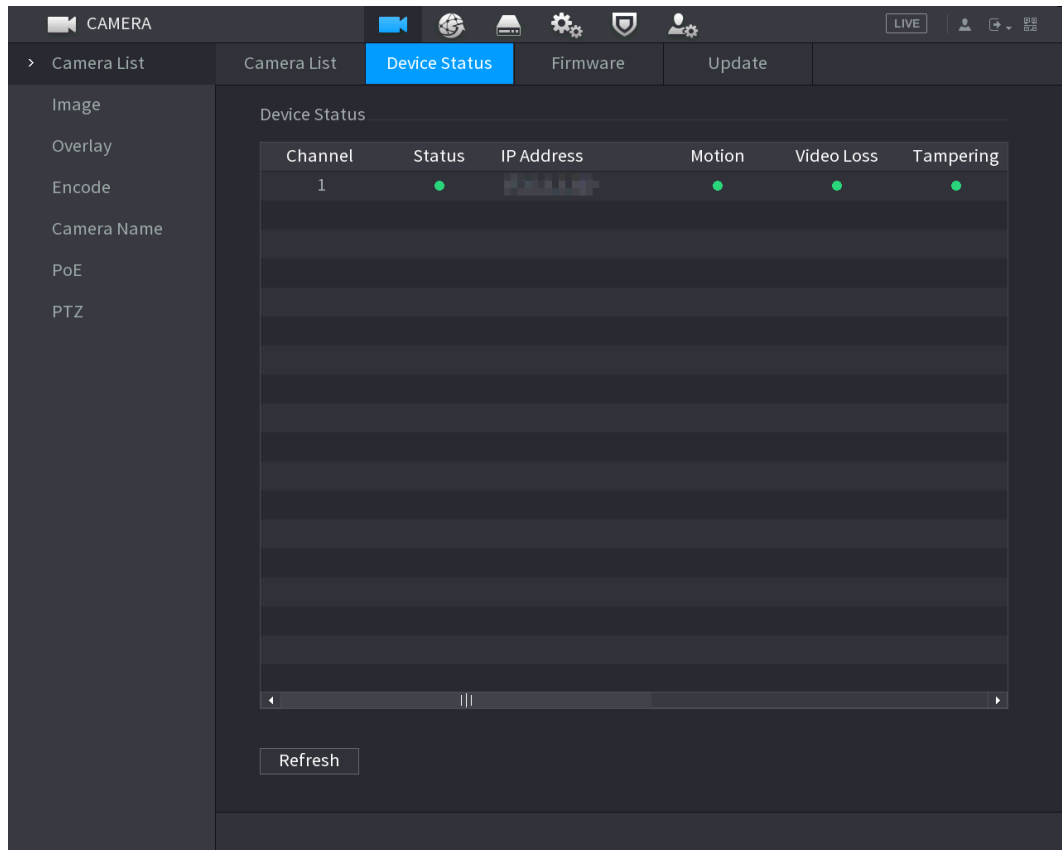 CAMERA LIVE
Camera List Camera List Device Status Firmware Update
Image
Device Status
Overlay
Channel Status IP Address Motion Video Loss Tampering
1
Encode
Camera Name
PoE
PTZ
Refresh